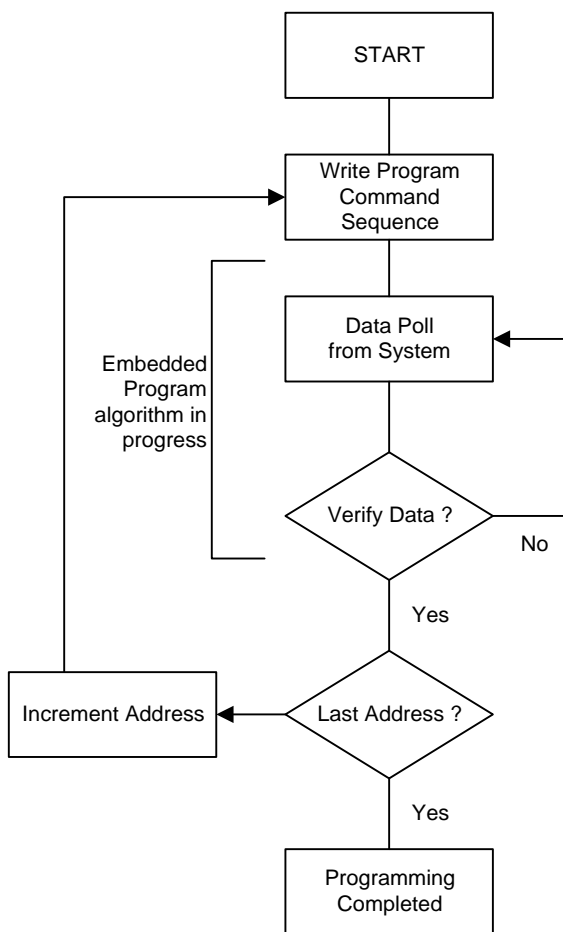 START
Write Program
Command
Sequence
Data Poll
from System
Embedded
Program
algorithm in
progress
Verify Data ?
No
Yes
Increment Address
Last Address ?
Yes
Programming
Completed